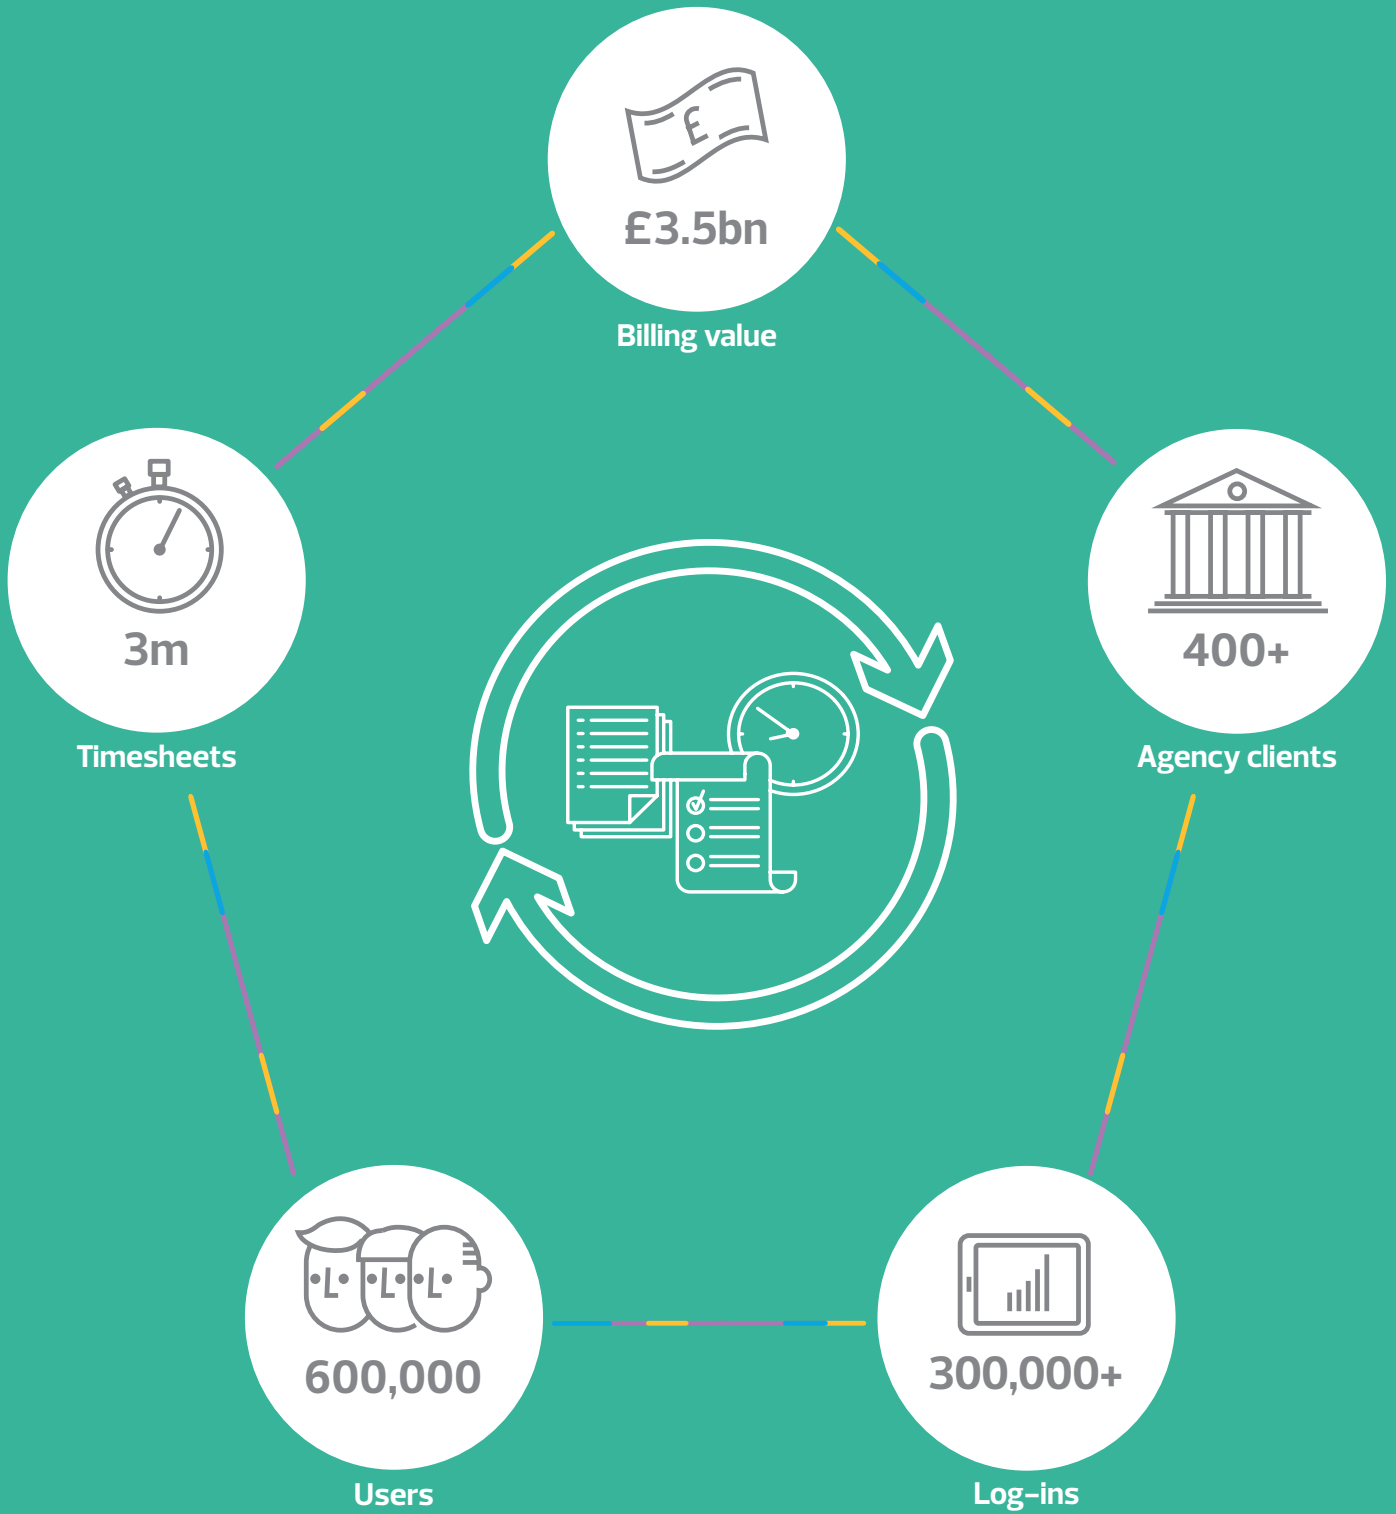 £3.5bn
Billing value
3m
Timesheets
400+
Agency clients
600,000
Users
300,000+
Log-ins